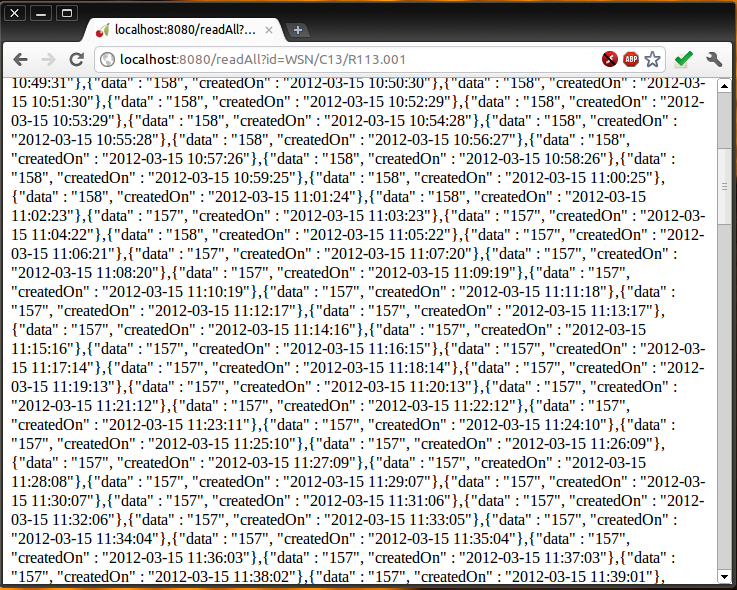 localhost:8080/readAll?...
localhost:8080/readAll?id=WSN/C13/R113.001
ABP
10:49:31"},{"data" : "158", "createdOn" : "2012-03-15 10:50:30"},{"data" : "158", "createdOn" : "2012-03-
15 10:51:30"},{"data" : "158", "createdOn" : "2012-03-15 10:52:29"},{"data" : "158", "createdOn" : "2012-
03-15 10:53:29"},{"data" : "158", "createdOn" : "2012-03-15 10:54:28"},{"data" : "158", "createdOn" :
"2012-03-15 10:55:28"},{"data" : "158", "createdOn" : "2012-03-15 10:56:27"},{"data" : "158",
"createdOn" : "2012-03-15 10:57:26"},{"data" : "158", "createdOn" : "2012-03-15 10:58:26"},{"data" :
"158", "createdOn" : "2012-03-15 10:59:25"},{"data" : "158", "createdOn" : "2012-03-15 11:00:25"},
{"data" : "158", "createdOn" : "2012-03-15 11:01:24"},{"data" : "158", "createdOn" : "2012-03-15
11:02:23"},{"data" : "157", "createdOn" : "2012-03-15 11:03:23"},{"data" : "157", "createdOn" : "2012-03-
15 11:04:22"},{"data" : "158", "createdOn" : "2012-03-15 11:05:22"},{"data" : "157", "createdOn" : "2012-
03-15 11:06:21"},{"data" : "157", "createdOn" : "2012-03-15 11:07:20"},{"data" : "157", "createdOn" :
"2012-03-15 11:08:20"},{"data" : "157", "createdOn" : "2012-03-15 11:09:19"},{"data" : "157",
"createdOn" : "2012-03-15 11:10:19"},{"data" : "157", "createdOn" : "2012-03-15 11:11:18"},{"data" :
"157", "createdOn" : "2012-03-15 11:12:17"},{"data" : "157", "createdOn" : "2012-03-15 11:13:17"},
{"data" : "157", "createdOn" : "2012-03-15 11:14:16"},{"data" : "157", "createdOn" : "2012-03-15
11:15:16"},{"data" : "157", "createdOn" : "2012-03-15 11:16:15"},{"data" : "157", "createdOn" : "2012-03-
15 11:17:14"},{"data" : "157", "createdOn" : "2012-03-15 11:18:14"},{"data" : "157", "createdOn" : "2012-
03-15 11:19:13"},{"data" : "157", "createdOn" : "2012-03-15 11:20:13"},{"data" : "157", "createdOn" :
"2012-03-15 11:21:12"},{"data" : "157", "createdOn" : "2012-03-15 11:22:12"},{"data" : "157",
"createdOn" : "2012-03-15 11:23:11"},{"data" : "157", "createdOn" : "2012-03-15 11:24:10"},{"data" :
"157", "createdOn" : "2012-03-15 11:25:10"},{"data" : "157", "createdOn" : "2012-03-15 11:26:09"},
{"data" : "157", "createdOn" : "2012-03-15 11:27:09"},{"data" : "157", "createdOn" : "2012-03-15
11:28:08"},{"data" : "157", "createdOn" : "2012-03-15 11:29:07"},{"data" : "157", "createdOn" : "2012-03-
15 11:30:07"},{"data" : "157", "createdOn" : "2012-03-15 11:31:06"},{"data" : "157", "createdOn" : "2012-
03-15 11:32:06"},{"data" : "157", "createdOn" : "2012-03-15 11:33:05"},{"data" : "157", "createdOn" :
"2012-03-15 11:34:04"},{"data" : "157", "createdOn" : "2012-03-15 11:35:04"},{"data" : "157",
"createdOn" : "2012-03-15 11:36:03"},{"data" : "157", "createdOn" : "2012-03-15 11:37:03"},{"data" :
"157", "createdOn" : "2012-03-15 11:38:02"},{"data" : "157", "createdOn" : "2012-03-15 11:39:01"},